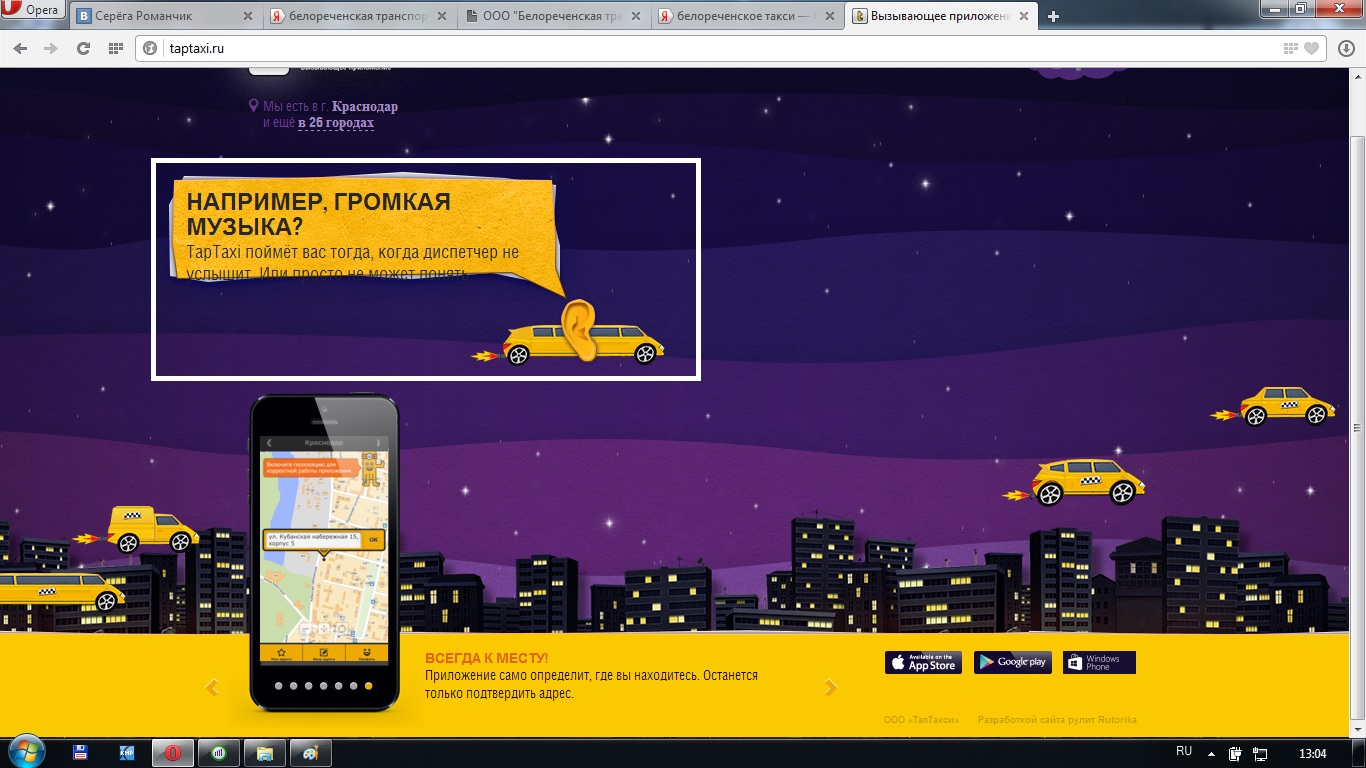 Opera
Серёга Романчик
белореченская транспор
ООО "Белореченская тра
белореченское такси —
Вызывающее приложени
taptaxi.ru
Мы есть в г. Краснодар
и ещё в 26 городах
НАПРИМЕР, ГРОМКАЯ
МУЗЫКА?
TapTaxi поймёт вас тогда, когда диспетчер не
услышит. Или просто не может понять
Краснодар
Включите геолокацию для
корректной работы приложения
ул. Кубанская набережная 15,
корпус 5
ОК
ВСЕГДА К МЕСТУ!
Приложение само определит, где вы находитесь. Останется
только подтвердить адрес.
Available on the
App Store
Google play
Windows
Phone
ООО «ТапТакси»
Разработкой сайта рулит Rutorika
KMP
RU
13:04